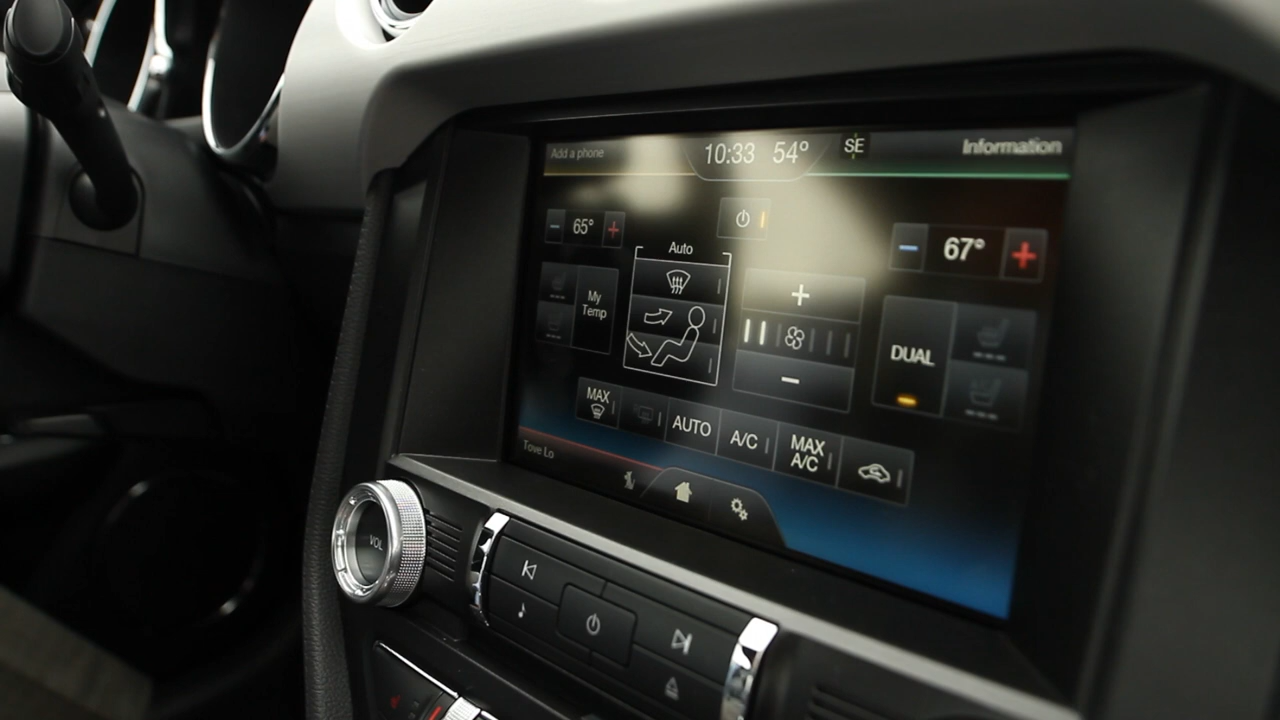 Add a phone
10:33 54°
SE
Information
65°
67°
Auto
My
Temp
DUAL
MAX
AUTO
A/C
MAX
A/C
Tove Lo
VOL